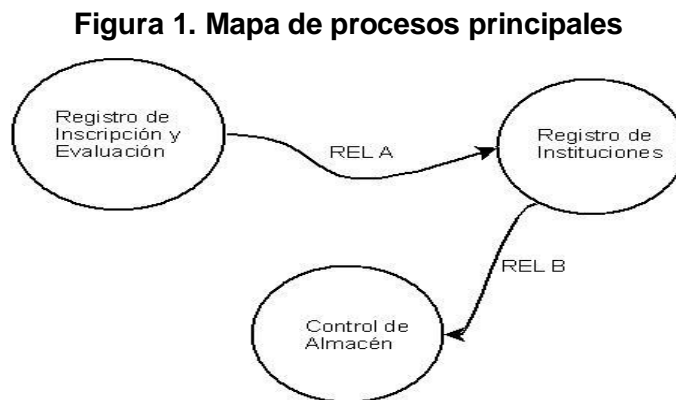 Figura 1. Mapa de procesos principales
Registro de
Inscripción y
Evaluación
REL A
Registro de
Instituciones
REL B
Control de
Almacén